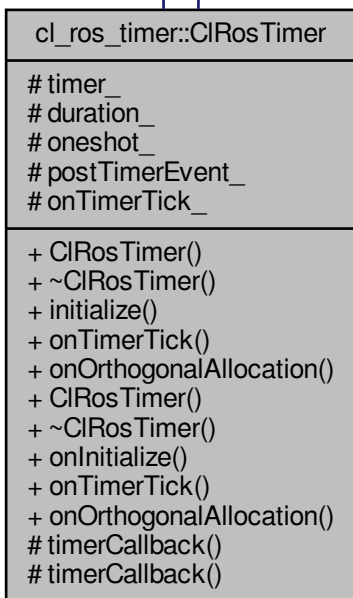 cl_ros_timer::ClRosTimer
# timer_
# duration_
# oneshot_
# postTimerEvent_
# onTimerTick_
+ ClRosTimer()
+ ~ClRosTimer()
+ initialize()
+ onTimerTick()
+ onOrthogonalAllocation()
+ ClRosTimer()
+ ~ClRosTimer()
+ onInitialize()
+ onTimerTick()
+ onOrthogonalAllocation()
# timerCallback()
# timerCallback()